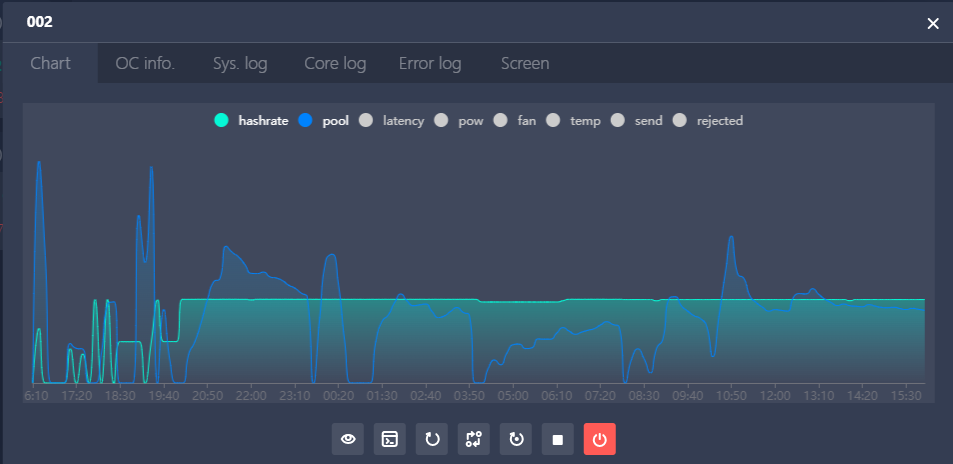 002
Chart OC info. Sys. log Core log Error log Screen
hashrate pool latency pow fan temp send rejected
6:10 17:20 18:30 19:40 20:50 22:00 23:10 00:20 01:30 02:40 03:50 05:00 06:10 07:20 08:30 09:40 10:50 12:00 13:10 14:20 15:30